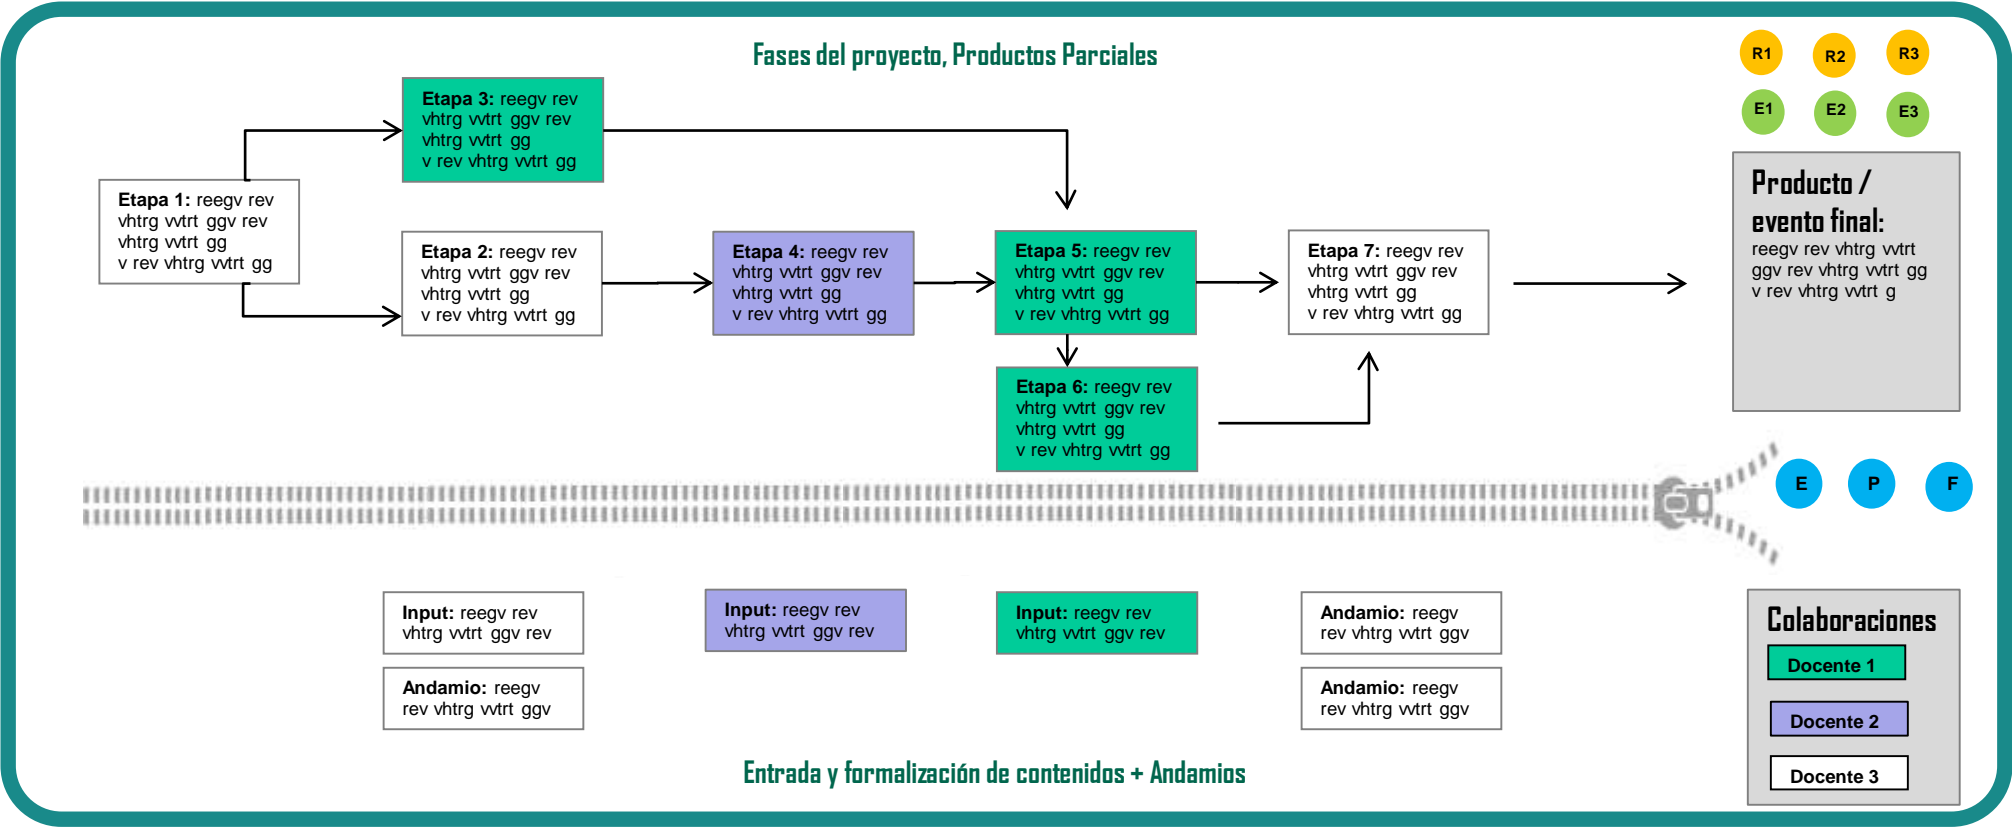 Fases del proyecto, Productos Parciales
R1
R2
R3
E1
E2
E3
Etapa 1: reegv rev
vhtrg vvtrt ggv rev
vhtrg vvtrt gg
v rev vhtrg vvtrt gg
Etapa 3: reegv rev
vhtrg vvtrt ggv rev
vhtrg vvtrt gg
v rev vhtrg vvtrt gg
Etapa 2: reegv rev
vhtrg vvtrt ggv rev
vhtrg vvtrt gg
v rev vhtrg vvtrt gg
Etapa 4: reegv rev
vhtrg vvtrt ggv rev
vhtrg vvtrt gg
v rev vhtrg vvtrt gg
Etapa 5: reegv rev
vhtrg vvtrt ggv rev
vhtrg vvtrt gg
v rev vhtrg vvtrt gg
Etapa 6: reegv rev
vhtrg vvtrt ggv rev
vhtrg vvtrt gg
v rev vhtrg vvtrt gg
Etapa 7: reegv rev
vhtrg vvtrt ggv rev
vhtrg vvtrt gg
v rev vhtrg vvtrt gg
Producto /
evento final:
reegv rev vhtrg vvtrt
ggv rev vhtrg vvtrt gg
v rev vhtrg vvtrt g
E
P
F
Input: reegv rev
vhtrg vvtrt ggv rev
Andamio: reegv
rev vhtrg vvtrt ggv
Input: reegv rev
vhtrg vvtrt ggv rev
Input: reegv rev
vhtrg vvtrt ggv rev
Andamio: reegv
rev vhtrg vvtrt ggv
Andamio: reegv
rev vhtrg vvtrt ggv
Colaboraciones
Docente 1
Docente 2
Docente 3
Entrada y formalización de contenidos + Andamios